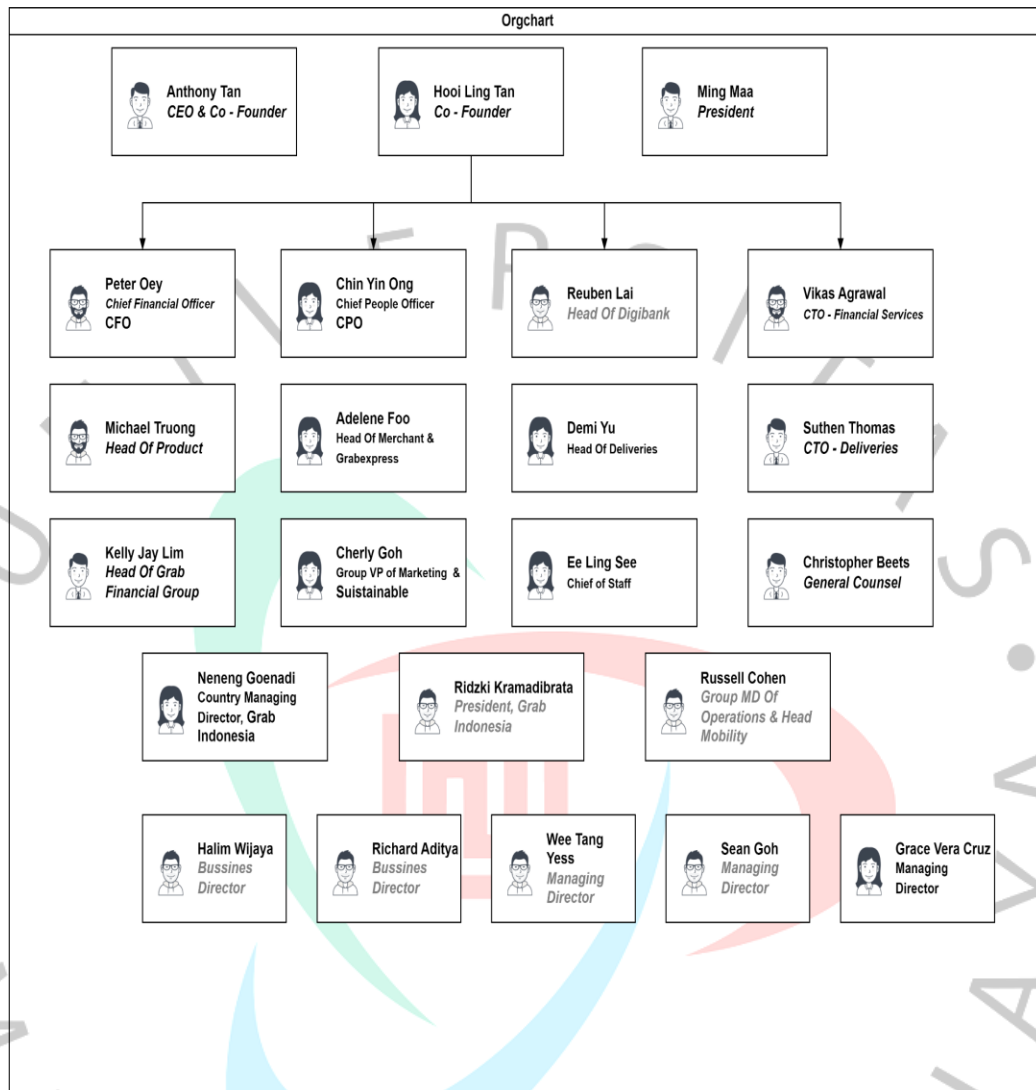 Orgchart
Anthony Tan
CEO & Co - Founder
Hooi Ling Tan
Co - Founder
Ming Maa
President
Peter Oey
Chief Financial Officer
CFO
Chin Yin Ong
Chief People Officer
CPO
Reuben Lai
Head Of Digibank
Vikas Agrawal
CTO - Financial Services
Michael Truong
Head Of Product
Adelene Foo
Head Of Merchant &
Grabexpress
Demi Yu
Head Of Deliveries
Suthen Thomas
CTO - Deliveries
Kelly Jay Lim
Head Of Grab
Financial Group
Cherly Goh
Group VP of Marketing &
Suistainable
Ee Ling See
Chief of Staff
Christopher Beets
General Counsel
Neneng Goenadi
Country Managing
Director, Grab
Indonesia
Ridzki Kramadibrata
President, Grab
Indonesia
Russell Cohen
Group MD Of
Operations & Head
Mobility
Halim Wijaya
Bussines
Director
Richard Aditya
Bussines
Director
Wee Tang
Yess
Managing
Director
Sean Goh
Managing
Director
Grace Vera Cruz
Managing
Director